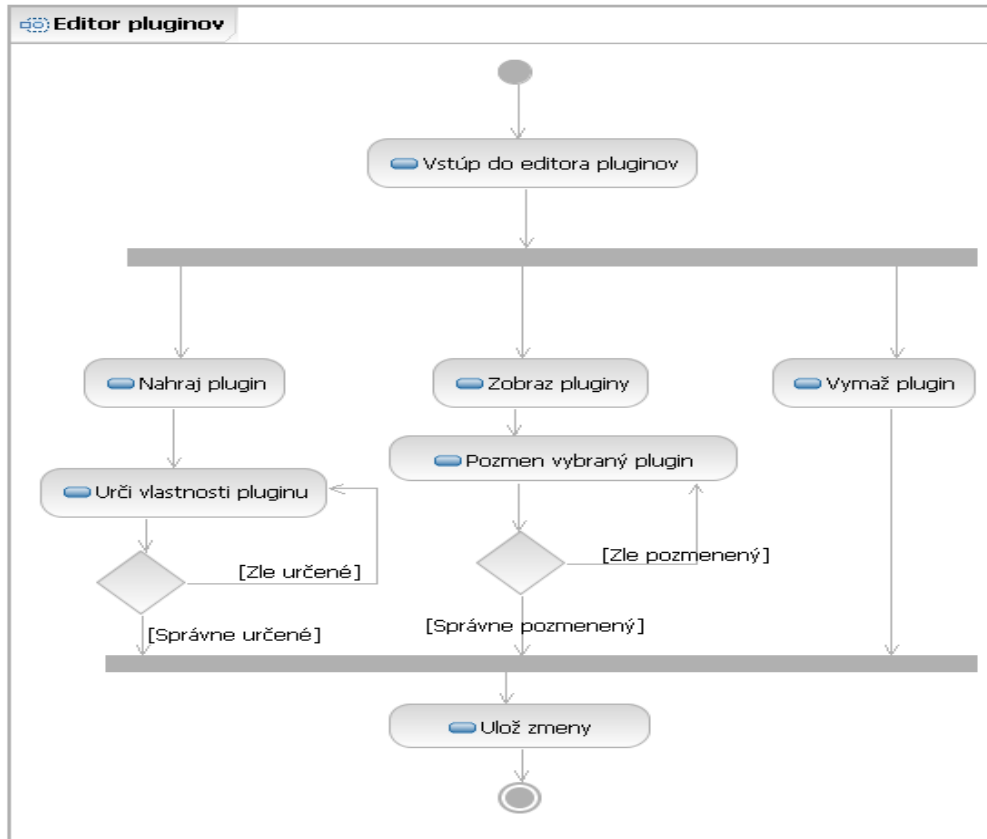 Editor pluginov
Vstúp do editora pluginov
Nahraj plugin
Zobraz pluginy
Vymaž plugin
Pozmen vybraný plugin
Urči vlastnosti pluginu
[Zle určené]
[Zle pozmenený]
[Správne určené]
[Správne pozmenený]
Ulož zmeny